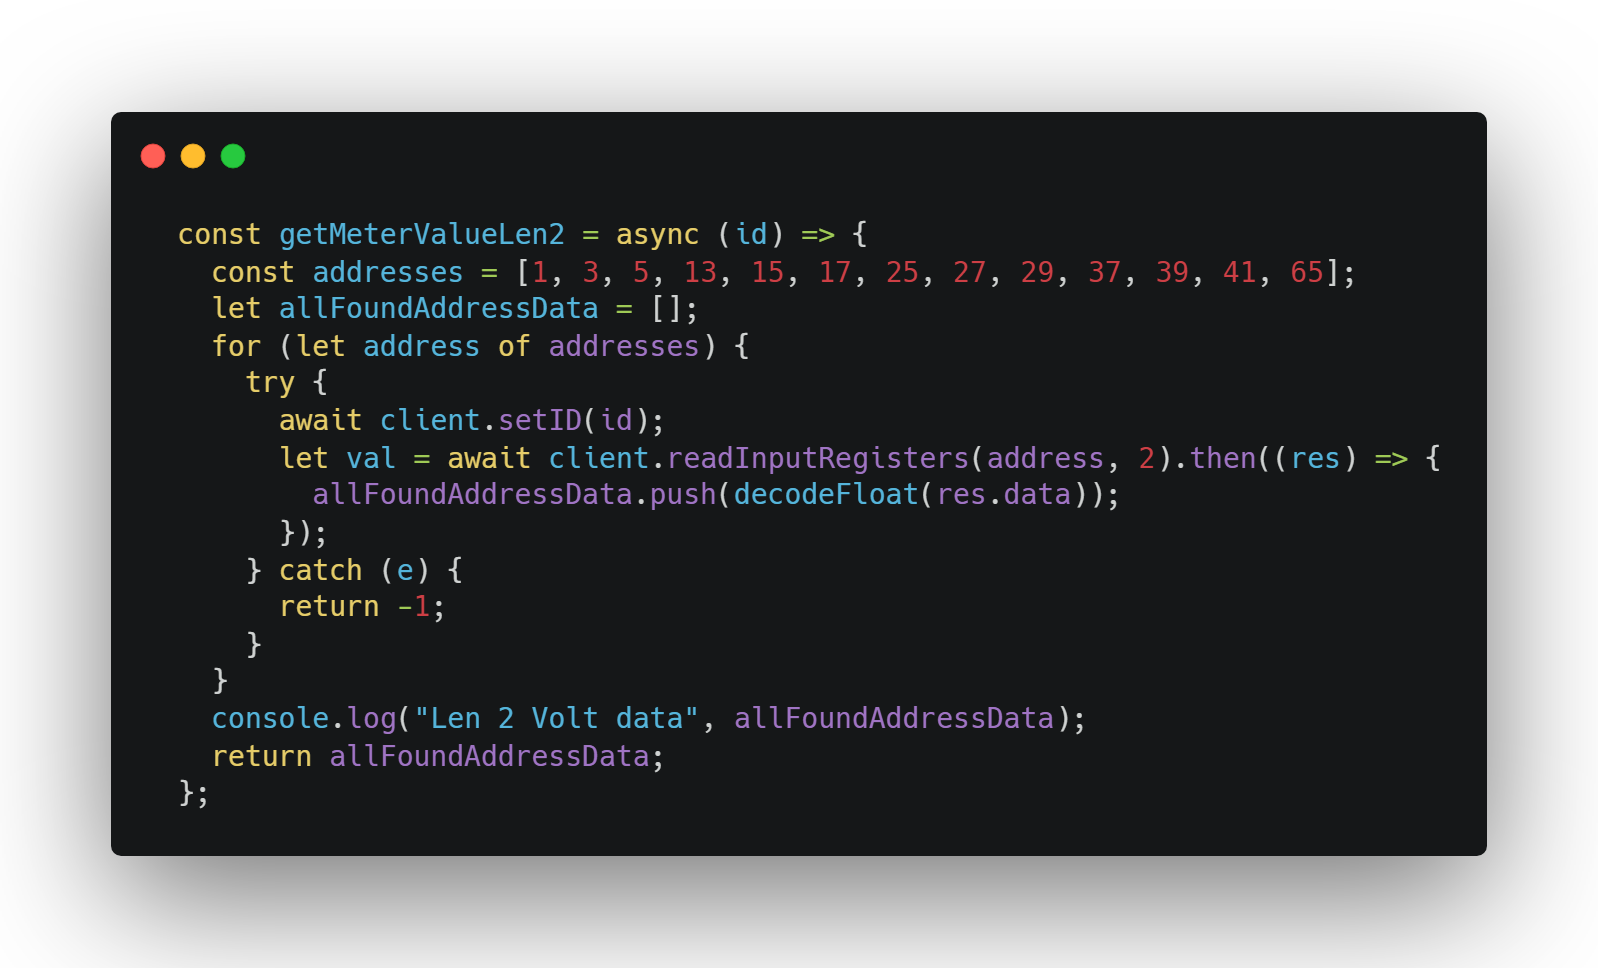 const getMeterValueLen2 = async (id) => {
  const addresses = [1, 3, 5, 13, 15, 17, 25, 27, 29, 37, 39, 41, 65];
  let allFoundAddressData = [];
  for (let address of addresses) {
    try {
      await client.setID(id);
      let val = await client.readInputRegisters(address, 2).then((res) => {
        allFoundAddressData.push(decodeFloat(res.data));
      });
    } catch (e) {
      return -1;
    }
  }
  console.log("Len 2 Volt data", allFoundAddressData);
  return allFoundAddressData;
};